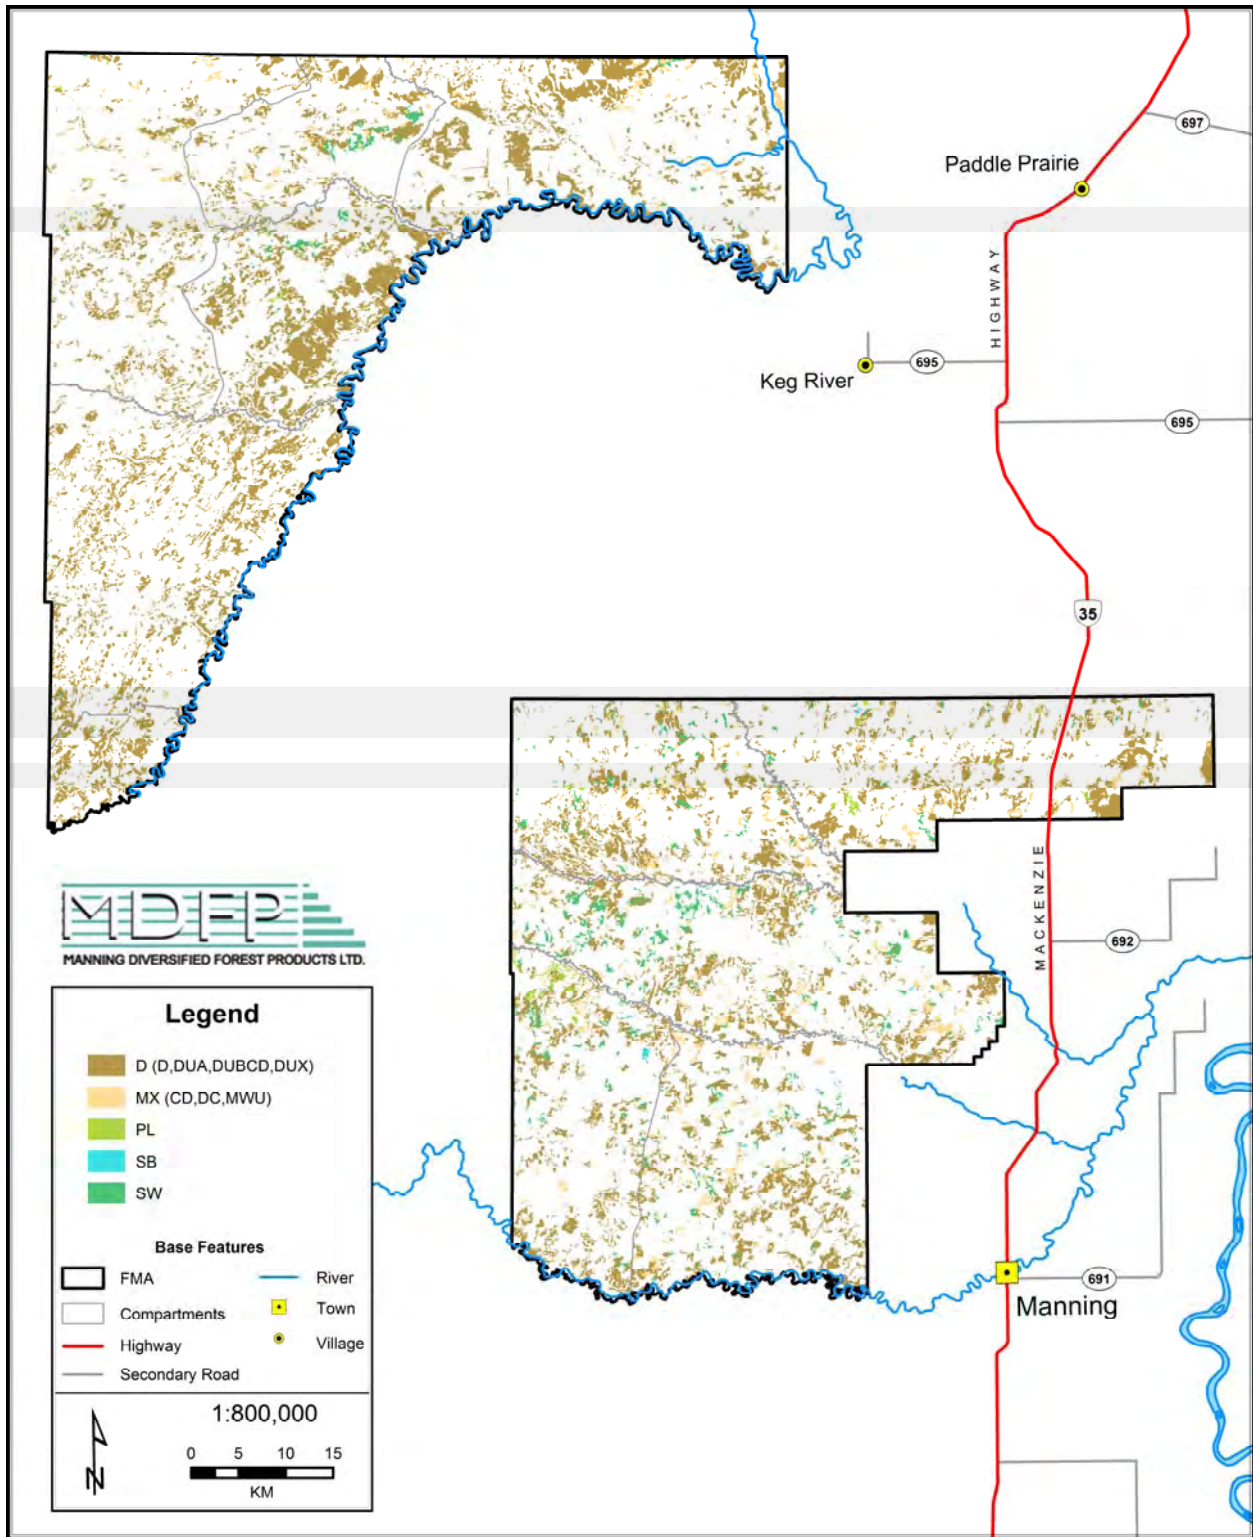 697
Paddle Prairie
HIGHWAY
695
Keg River
695
35
MACKENZIE
692
MDFP
MANNING DIVERSIFIED FOREST PRODUCTS LTD.
Legend
D (D,DUA,DUBCD,DUX)
MX (CD,DC,MWU)
PL
SB
SW
Base Features
FMA
River
Compartments
Town
Highway
Village
Secondary Road
1:800,000
0 5 10 15
KM
N
691
Manning